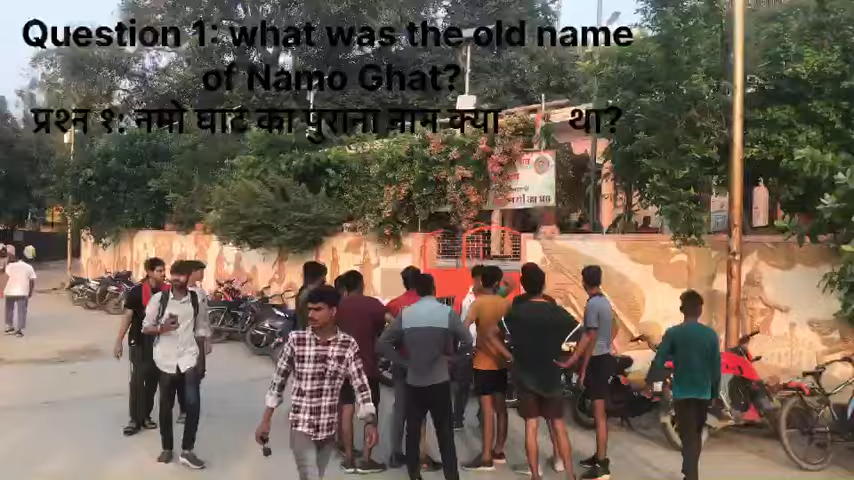 Question 1: what was the old name
of Namo Ghat?
प्रश्न १: नमो घाट का पुराना नाम क्या था?